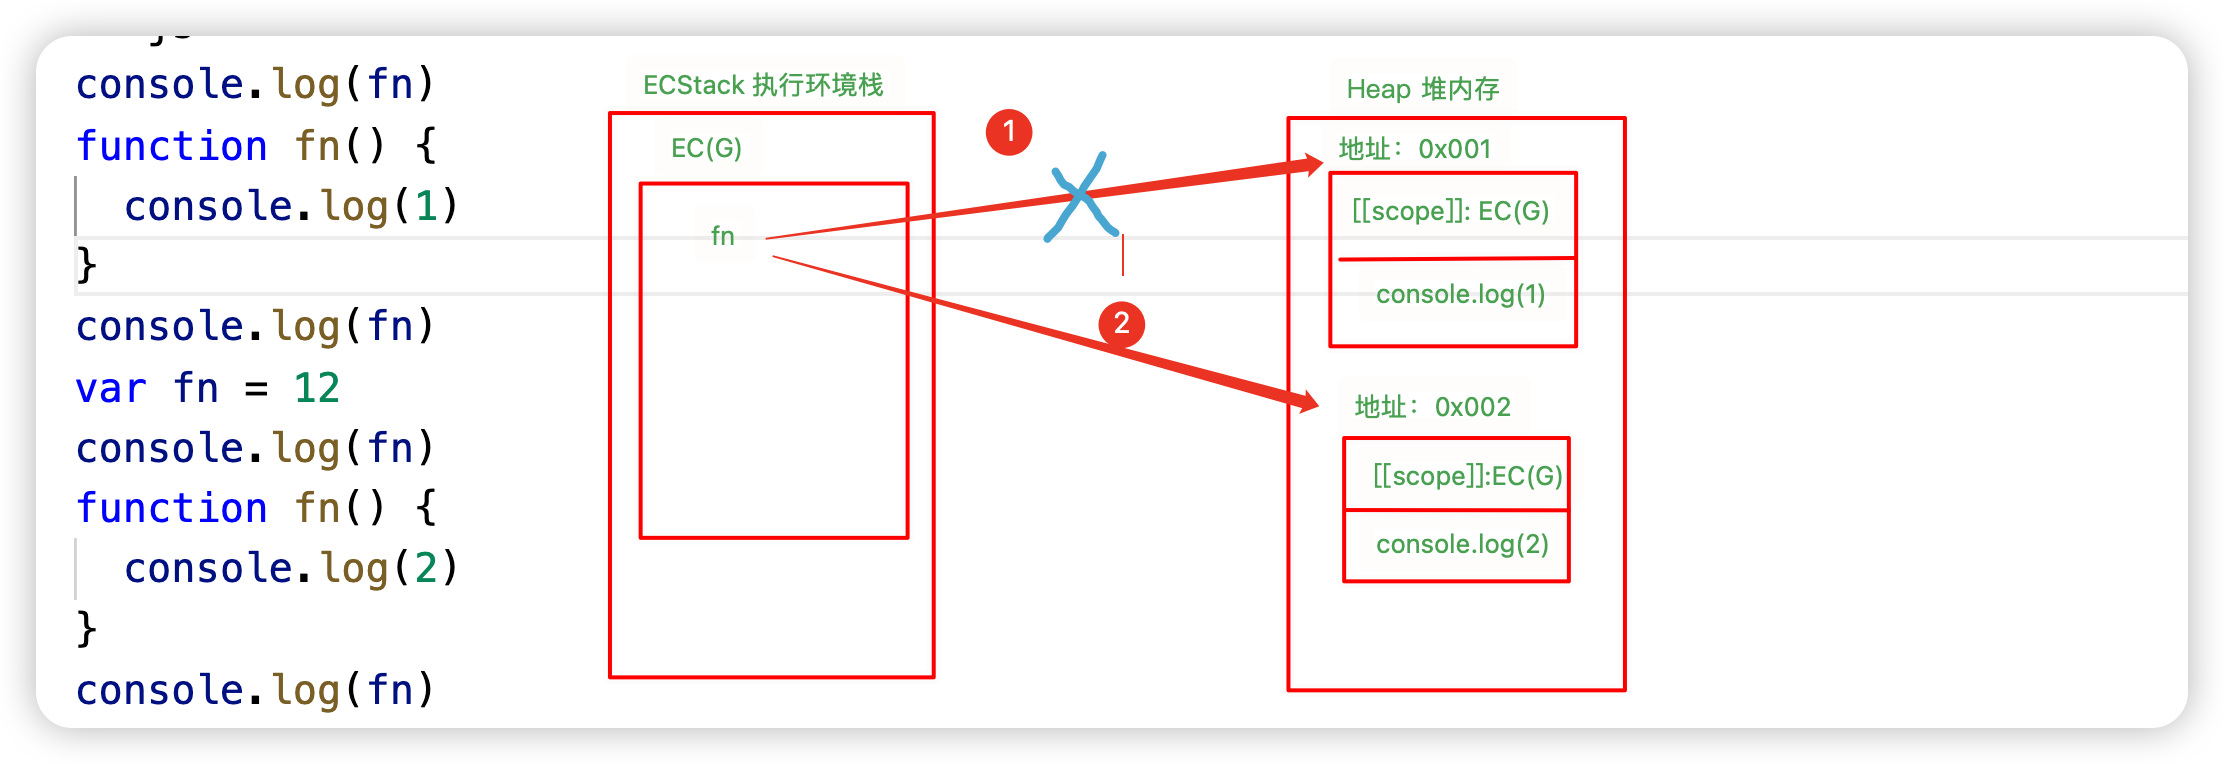 console.log(fn)
function fn() {
  console.log(1)
}
console.log(fn)
var fn = 12
console.log(fn)
function fn() {
  console.log(2)
}
console.log(fn)
ECStack 执行环境栈
EC(G)
fn
1
2
Heap 堆内存
地址：0x001
[[scope]]: EC(G)
console.log(1)
地址：0x002
[[scope]]:EC(G)
console.log(2)